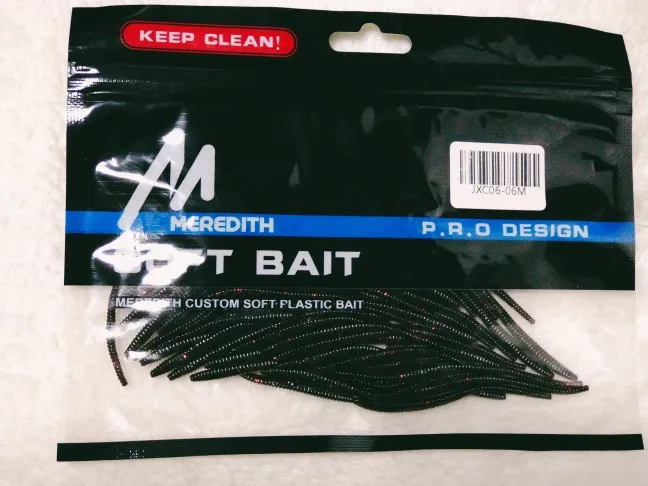 KEEP CLEAN!
JXC06-06M
M
MEREDITH
P.R.O DESIGN
SOFT BAIT
MEREDITH CUSTOM SOFT PLASTIC BAIT